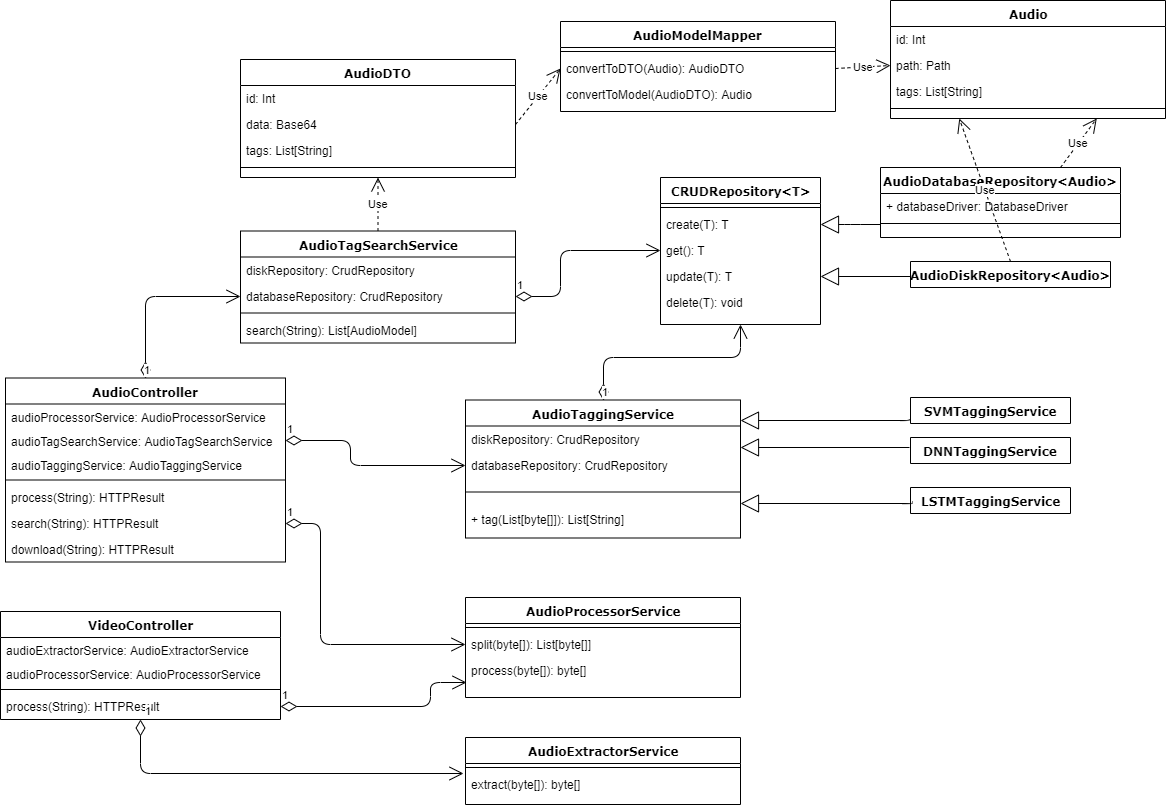 Audio
id: Int
path: Path
tags: List[String]
AudioModelMapper
convertToDTO(Audio): AudioDTO
convertToModel(AudioDTO): Audio
Use
Use
AudioDTO
id: Int
data: Base64
tags: List[String]
Use
Use
AudioDatabaseRepository<Audio>
+ databaseDriver: DatabaseDriver
Use
AudioDiskRepository<Audio>
CRUDRepository<T>
create(T): T
get(): T
update(T): T
delete(T): void
AudioTagSearchService
diskRepository: CrudRepository
databaseRepository: CrudRepository
search(String): List[AudioModel]
1
1
AudioController
audioProcessorService: AudioProcessorService
audioTagSearchService: AudioTagSearchService
audioTaggingService: AudioTaggingService
process(String): HTTPResult
search(String): HTTPResult
download(String): HTTPResult
1
1
1
AudioTaggingService
diskRepository: CrudRepository
databaseRepository: CrudRepository
+ tag(List[byte[]]): List[String]
SVMTaggingService
DNNTaggingService
LSTMTaggingService
VideoController
audioExtractorService: AudioExtractorService
audioProcessorService: AudioProcessorService
process(String): HTTPResult
1
1
AudioProcessorService
split(byte[]): List[byte[]]
process(byte[]): byte[]
AudioExtractorService
extract(byte[]): byte[]